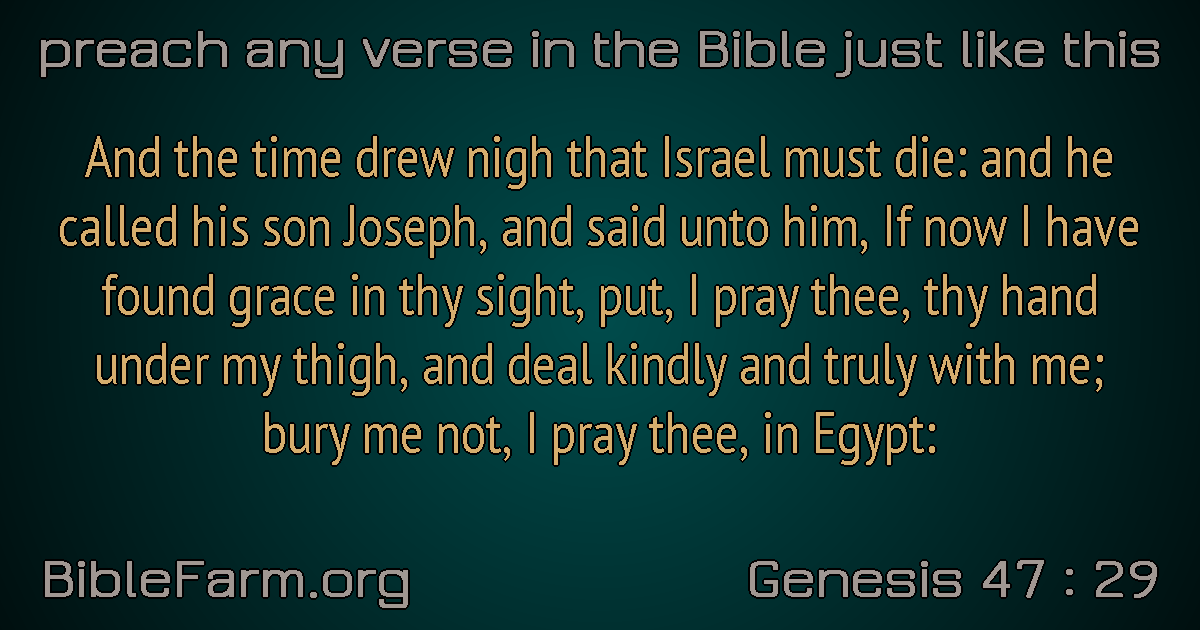 preach any verse in the Bible just like this
And the time drew nigh that Israel must die: and he
called his son Joseph, and said unto him, If now I have
found grace in thy sight, put, I pray thee, thy hand
under my thigh, and deal kindly and truly with me;
bury me not, I pray thee, in Egypt:
BibleFarm.org
Genesis 47 : 29